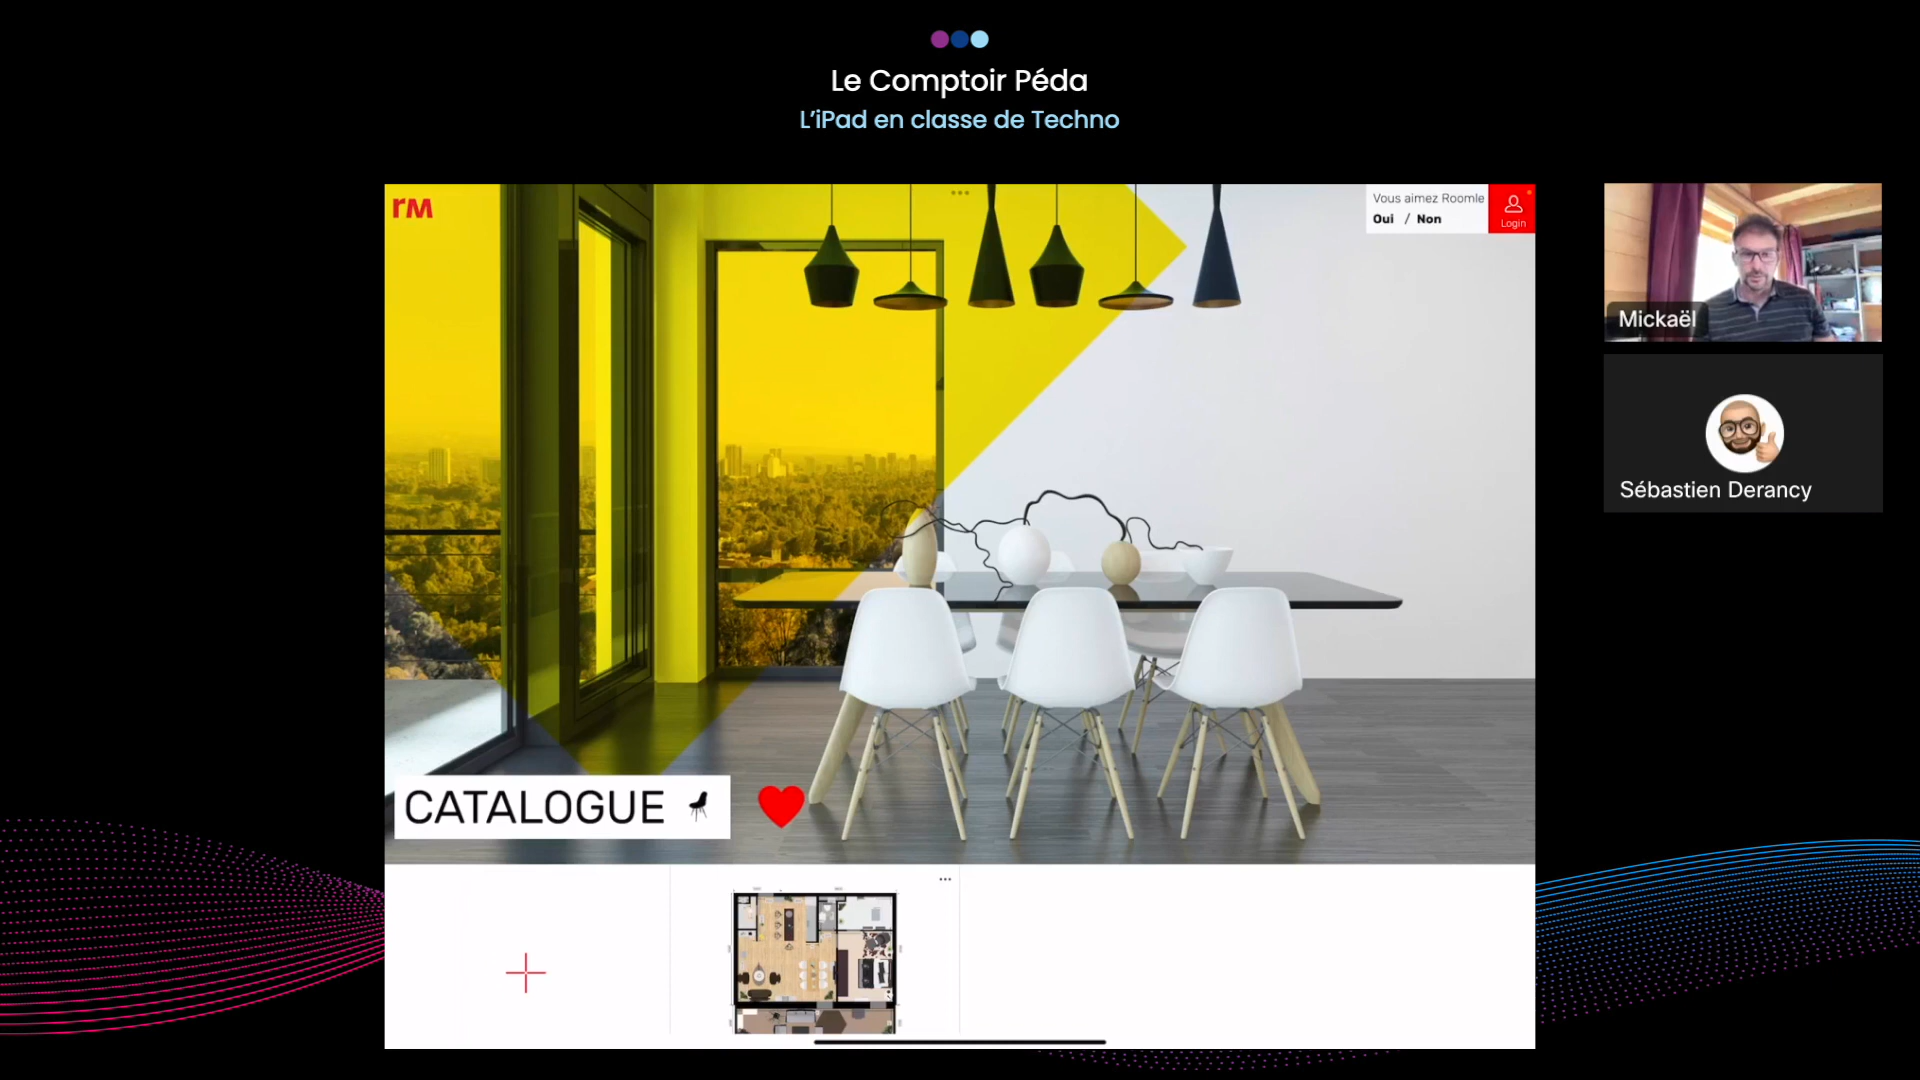 Le Comptoir Péda
L'iPad en classe de Techno
rm
Vous aimez Roomle
Oui / Non
Login
Mickaël
Sébastien Derancy
CATALOGUE